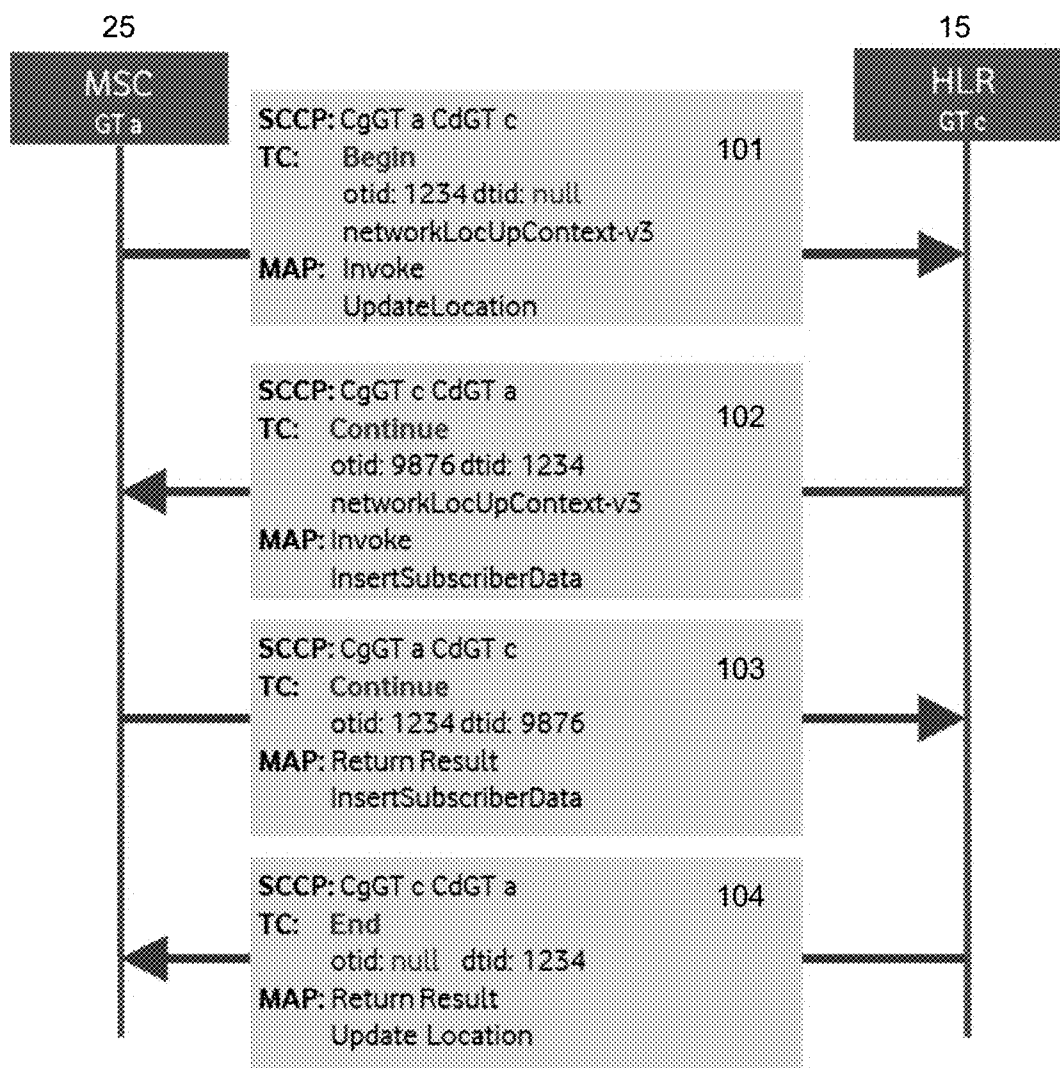 25
15
MSC
GT a
HLR
GT c
SCCP: CgGT a CdGT c
101
TC: Begin
otid: 1234 dtid: null
networkLocUpContext-v3
MAP: Invoke
UpdateLocation
SCCP: CgGT c CdGT a
102
TC: Continue
otid: 9876 dtid: 1234
networkLocUpContext-v3
MAP: Invoke
InsertSubscriberData
SCCP: CgGT a CdGT c
103
TC: Continue
otid: 1234 dtid: 9876
MAP: Return Result
InsertSubscriberData
SCCP: CgGT c CdGT a
104
TC: End
otid: null dtid: 1234
MAP: Return Result
Update Location